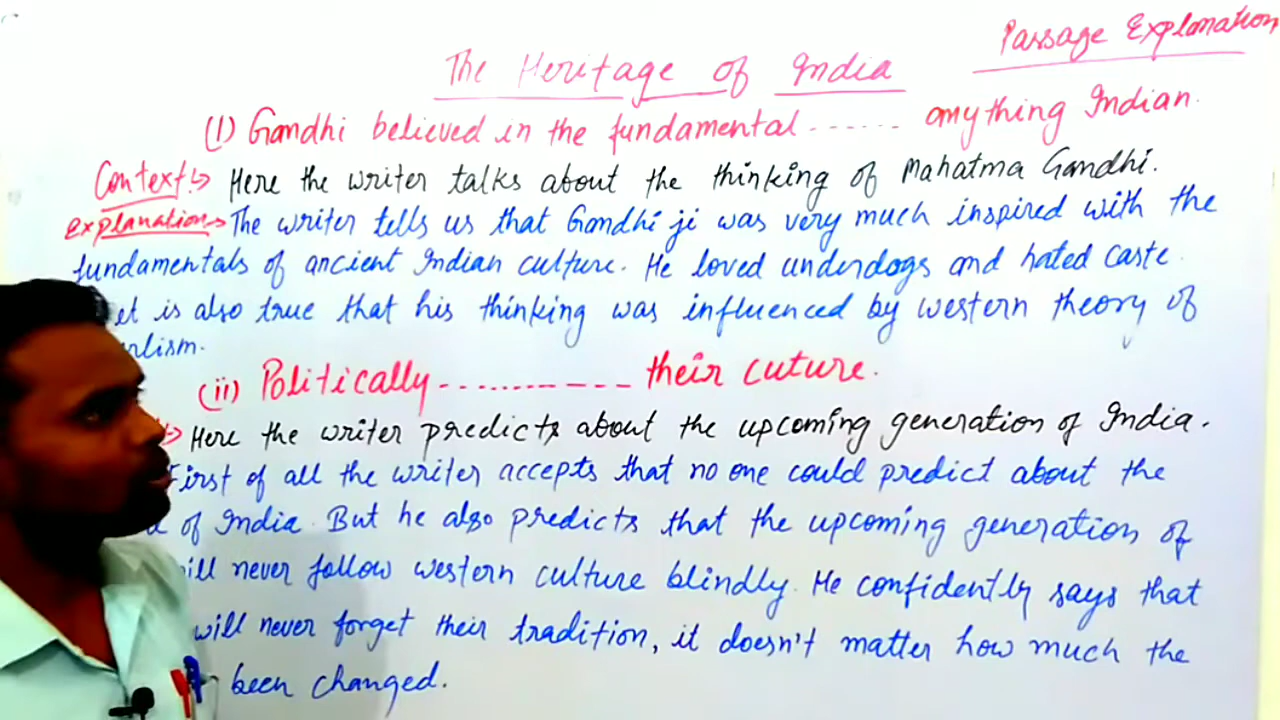 Passage Explanation
The Heritage of India
(1) Gandhi believed in the fundamental ...... anything Indian.
Context:→ Here the writer talks about the thinking of Mahatma Gandhi.
explanation→ The writer tells us that Gandhi ji was very much inspired with the
fundamentals of ancient Indian culture. He loved underdogs and hated caste.
is also true that his thinking was influenced by western theory of
(ii) Politically ........... their cuture.
Here the writer predicts about the upcoming generation of India.
First of all the writer accepts that no one could predict about the
of India. But he also predicts that the upcoming generation of
will never follow western culture blindly. He confidently says that
will never forget their tradition, it doesn't matter how much the
been changed.